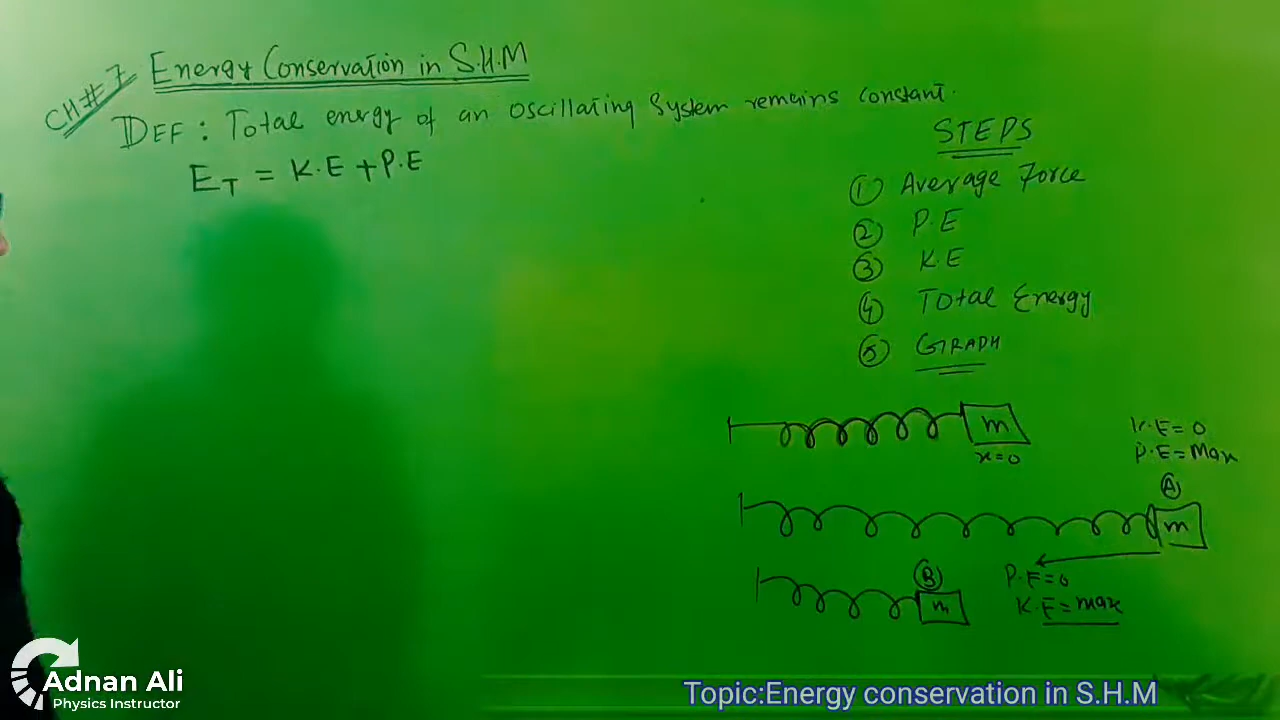 CH# 7
Energy Conservation in S.H.M
DEF : Total energy of an oscillating System remains constant.
E_T = K.E + P.E
STEPS
① Average Force
② P.E
③ K.E
④ Total Energy
⑤ GRAPH
m
x=0
K.E=0
P.E=Max
A
m
B
m
P.E=0
K.E=max
Adnan Ali
Physics Instructor
Topic:Energy conservation in S.H.M